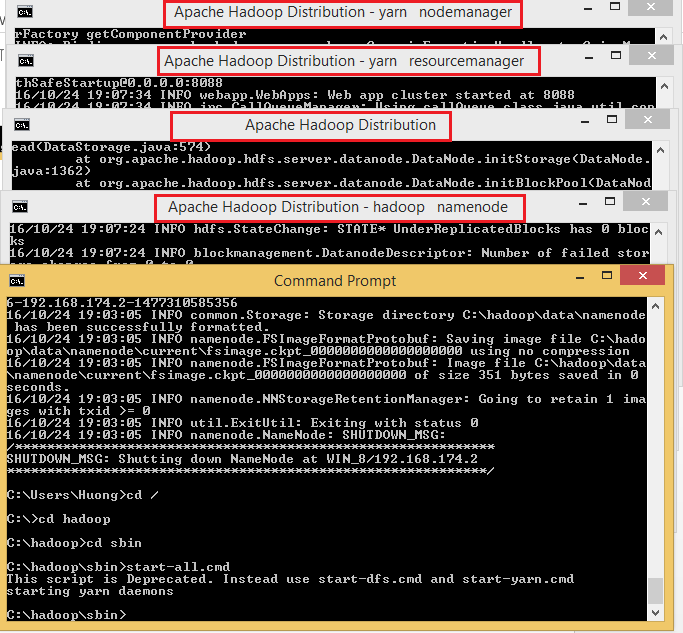 Apache Hadoop Distribution - yarn nodemanager
rFactory getComponentProvider
Apache Hadoop Distribution - yarn resourcemanager
thSafeStartup@0.0.0.0:8088
16/10/24 19:07:34 INFO webapp.WebApps: Web app cluster started at 8088
16/10/24 19:07:34 INFO ipc.CallQueueManager: Using callQueue class java.util.con
Apache Hadoop Distribution
ead(DataStorage.java:574)
at org.apache.hadoop.hdfs.server.datanode.DataNode.initStorage(DataNode.
java:1362)
at org.apache.hadoop.hdfs.server.datanode.DataNode.initBlockPool(DataNod
Apache Hadoop Distribution - hadoop namenode
16/10/24 19:07:24 INFO hdfs.StateChange: STATE* UnderReplicatedBlocks has 0 bloc
ks
16/10/24 19:07:24 INFO blockmanagement.DatanodeDescriptor: Number of failed stor
Command Prompt
6-192.168.174.2-1477310585356
16/10/24 19:03:05 INFO common.Storage: Storage directory C:\hadoop\data\namenode
has been successfully formatted.
16/10/24 19:03:05 INFO namenode.FSImageFormatProtobuf: Saving image file C:\hado
op\data\namenode\current\fsimage.ckpt_0000000000000000000 using no compression
16/10/24 19:03:05 INFO namenode.FSImageFormatProtobuf: Image file C:\hadoop\data
\namenode\current\fsimage.ckpt_0000000000000000000 of size 351 bytes saved in 0
seconds.
16/10/24 19:03:05 INFO namenode.NNStorageRetentionManager: Going to retain 1 ima
ges with txid >= 0
16/10/24 19:03:05 INFO util.ExitUtil: Exiting with status 0
16/10/24 19:03:05 INFO namenode.NameNode: SHUTDOWN_MSG:
/************************************************************
SHUTDOWN_MSG: Shutting down NameNode at WIN_8/192.168.174.2
************************************************************/
C:\Users\Huong>cd /
C:\>cd hadoop
C:\hadoop>cd sbin
C:\hadoop\sbin>start-all.cmd
This script is Deprecated. Instead use start-dfs.cmd and start-yarn.cmd
starting yarn daemons
C:\hadoop\sbin>